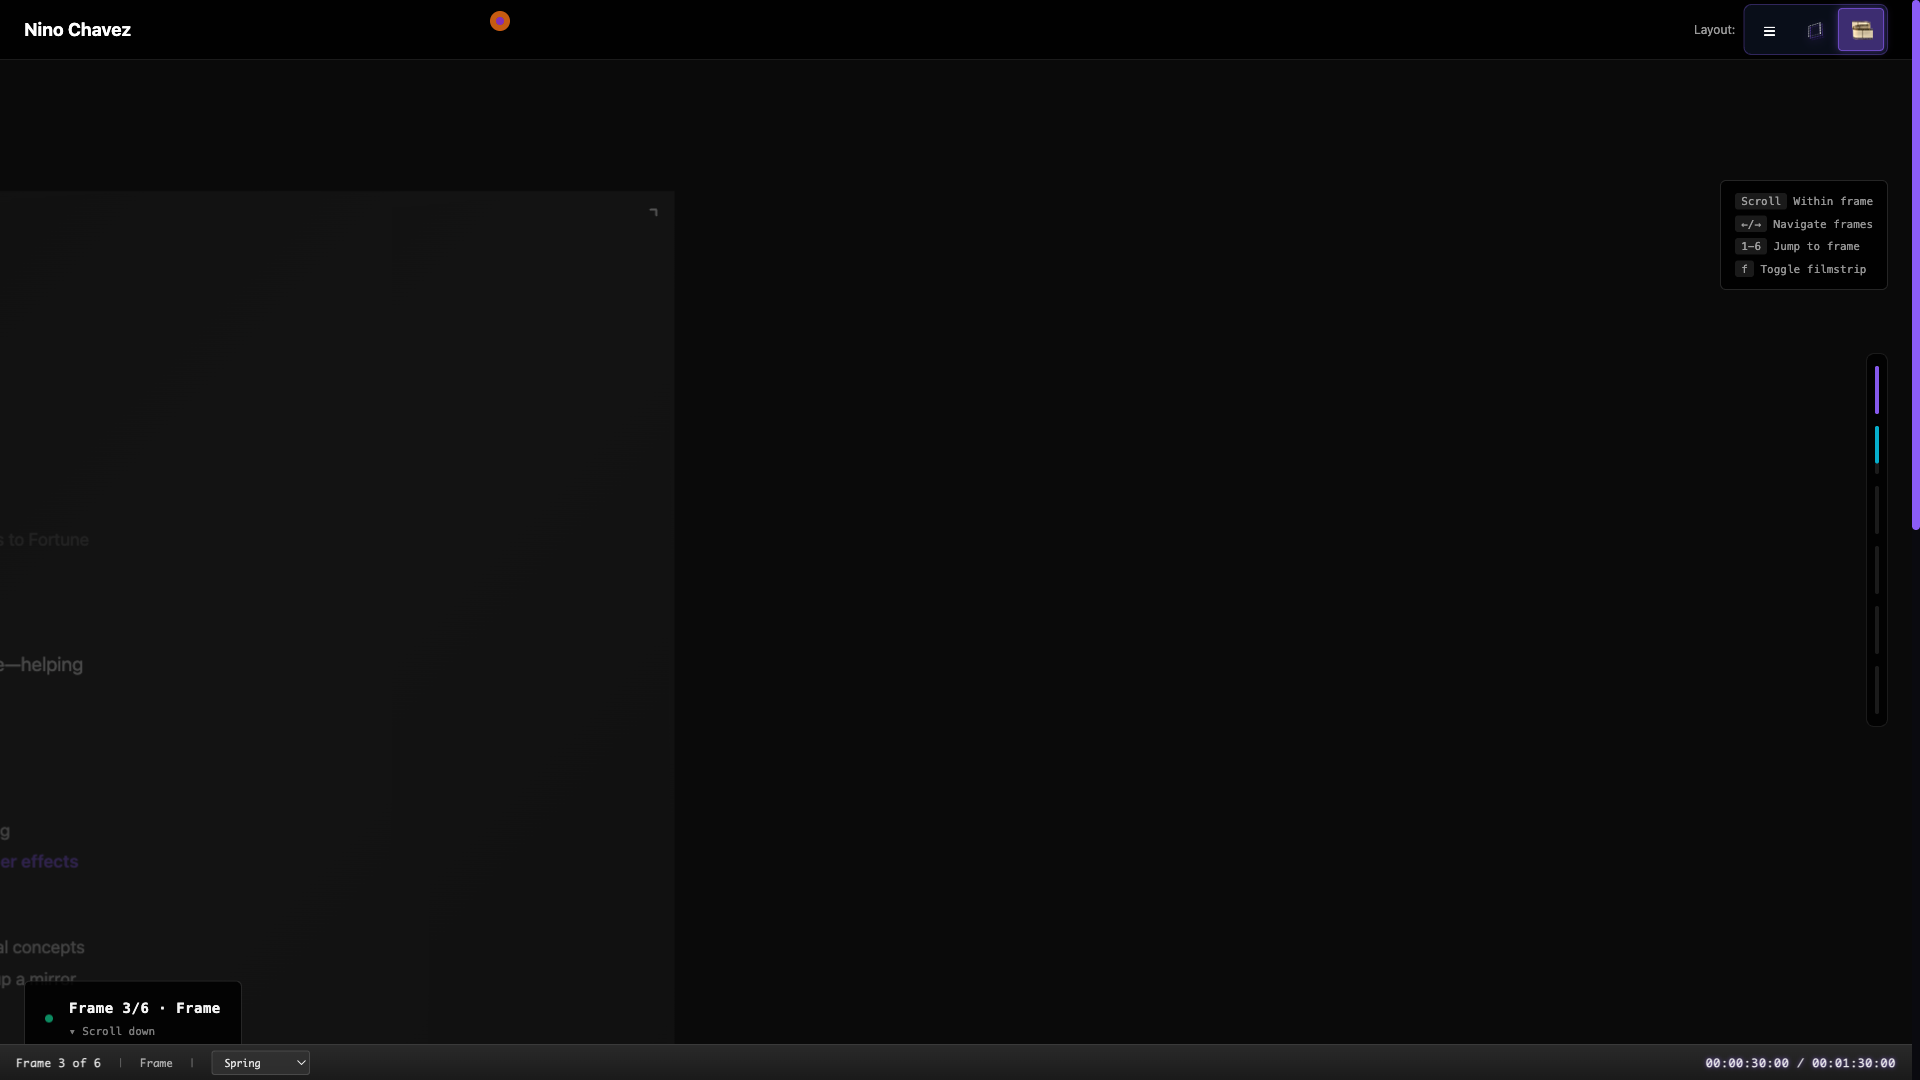 Nino Chavez
Layout:
Scroll Within frame
←/→ Navigate frames
1–6 Jump to frame
f Toggle filmstrip
s to Fortune
e—helping
g
er effects
al concepts
p a mirror
Frame 3/6 · Frame
▾ Scroll down
Frame 3 of 6 | Frame | Spring
00:00:30:00 / 00:01:30:00